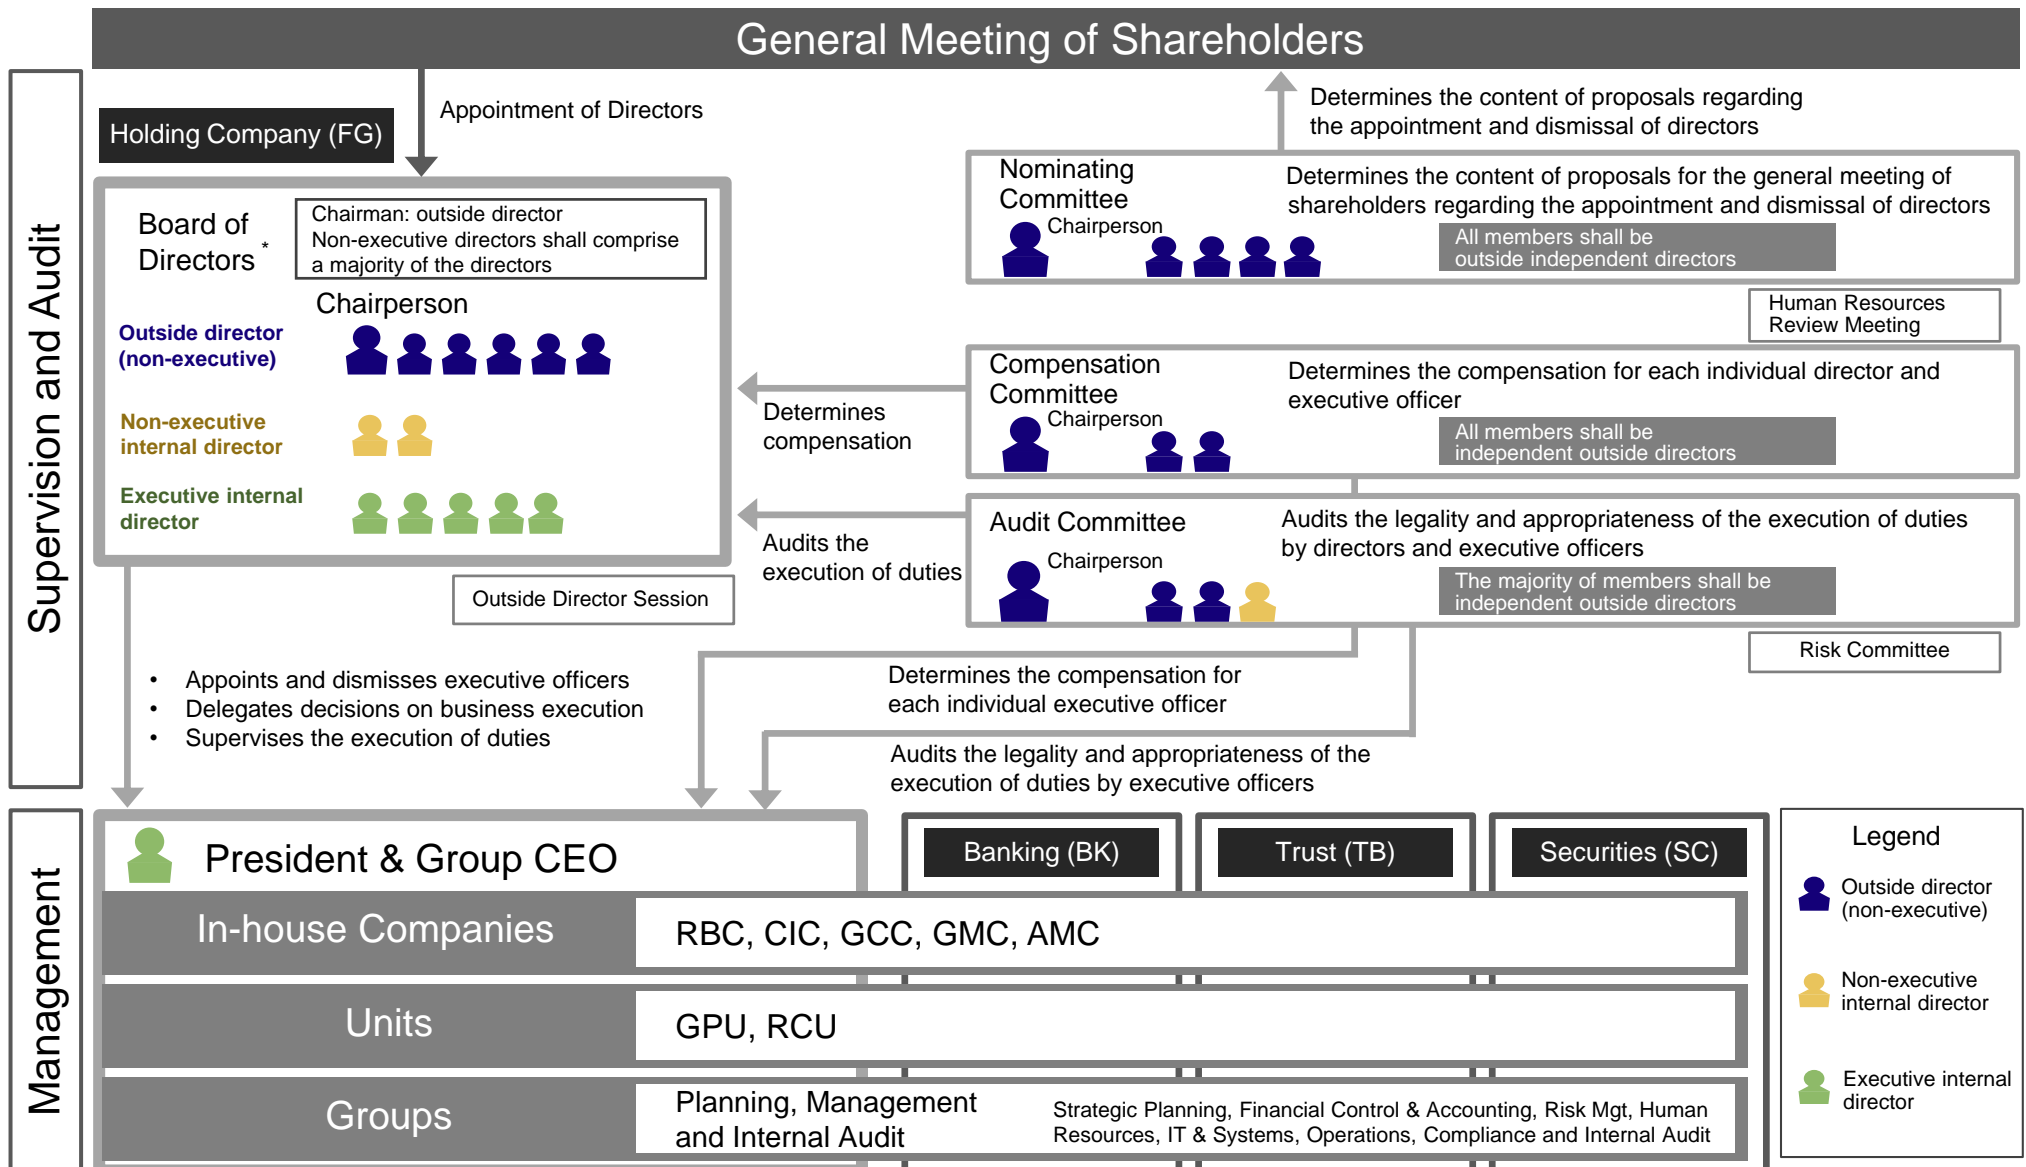 General Meeting of Shareholders
Supervision and Audit
Holding Company (FG)
Appointment of Directors
Determines the content of proposals regarding
the appointment and dismissal of directors
Board of
Directors *
Chairman: outside director
Non-executive directors shall comprise
a majority of the directors
Chairperson
Outside director
(non-executive)
Non-executive
internal director
Executive internal
director
Outside Director Session
Nominating
Committee
Chairperson
Determines the content of proposals for the general meeting of
shareholders regarding the appointment and dismissal of directors
All members shall be
outside independent directors
Human Resources
Review Meeting
Compensation
Committee
Chairperson
Determines the compensation for each individual director and
executive officer
All members shall be
independent outside directors
Determines
compensation
Audit Committee
Chairperson
Audits the legality and appropriateness of the execution of duties
by directors and executive officers
The majority of members shall be
independent outside directors
Audits the
execution of duties
Risk Committee
• Appoints and dismisses executive officers
• Delegates decisions on business execution
• Supervises the execution of duties
Determines the compensation for
each individual executive officer
Audits the legality and appropriateness of the
execution of duties by executive officers
Management
President & Group CEO
Banking (BK)
Trust (TB)
Securities (SC)
In-house Companies
RBC, CIC, GCC, GMC, AMC
Units
GPU, RCU
Groups
Planning, Management
and Internal Audit
Strategic Planning, Financial Control & Accounting, Risk Mgt, Human
Resources, IT & Systems, Operations, Compliance and Internal Audit
Legend
Outside director
(non-executive)
Non-executive
internal director
Executive internal
director